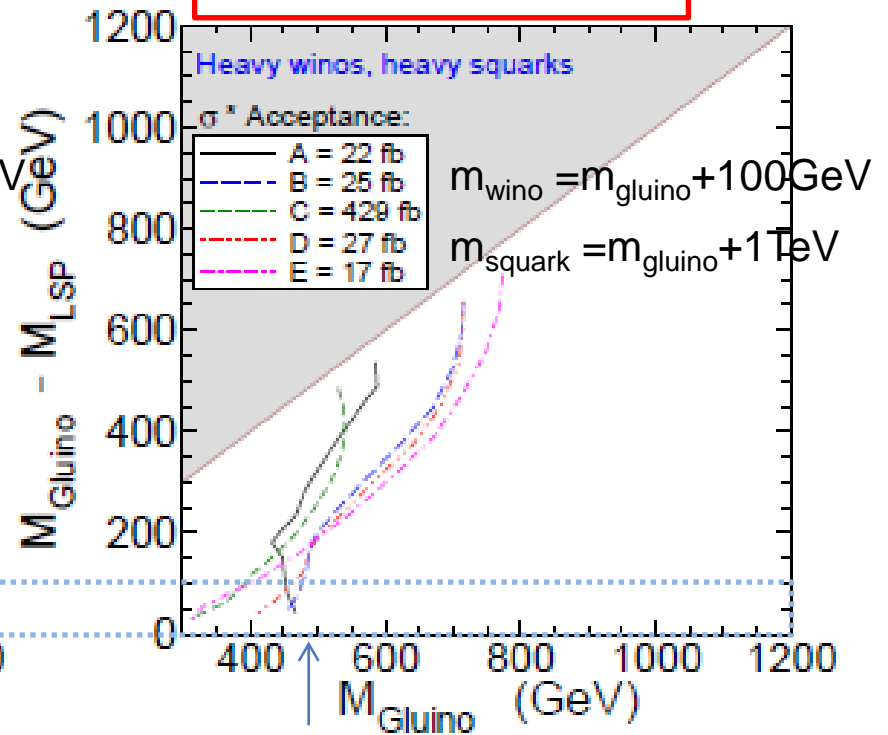 1200
1000
800
600
400
200
0
M_Gluino − M_LSP (GeV)
V
Heavy winos, heavy squarks
σ * Acceptance:
A = 22 fb
B = 25 fb
C = 429 fb
D = 27 fb
E = 17 fb
m_wino =m_gluino+100GeV
m_squark =m_gluino+1TeV
0
400 600 800 1000 1200
M_Gluino (GeV)